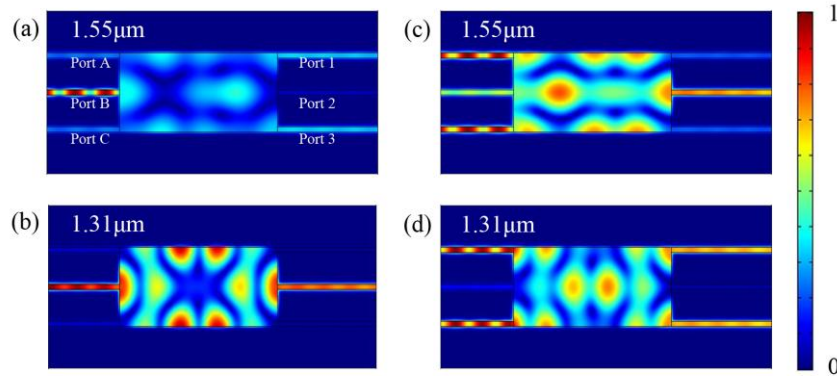 (a)
1.55μm
Port A
Port 1
Port B
Port 2
Port C
Port 3
(c)
1.55μm
(b)
1.31μm
(d)
1.31μm
1
0